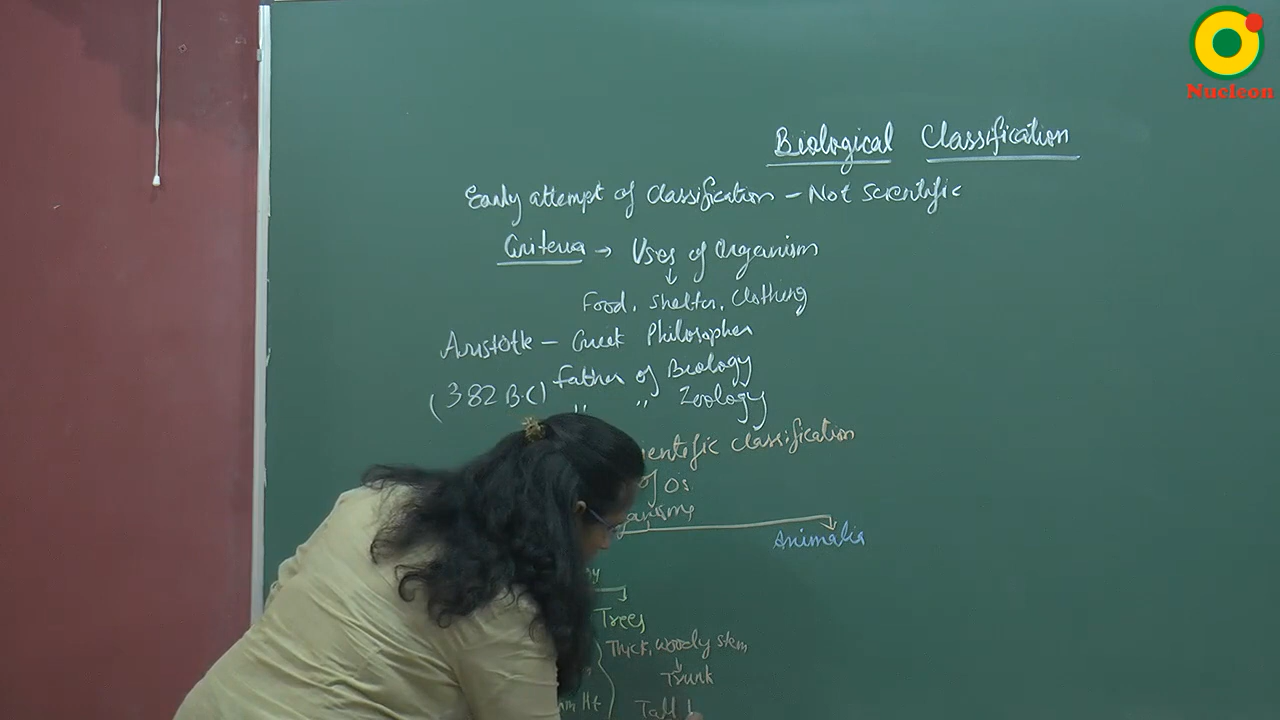 Nucleon
Biological Classification
Early attempt of classification - Not scientific
Criteria → Uses of Organism
↓
Food, Shelter, Clothing
Aristotle - Greek Philosopher
(382 B.C) Father of Biology
" " Zoology
classification
Animalia
Trees
Thick, woody stem
↓
Trunk
Tall